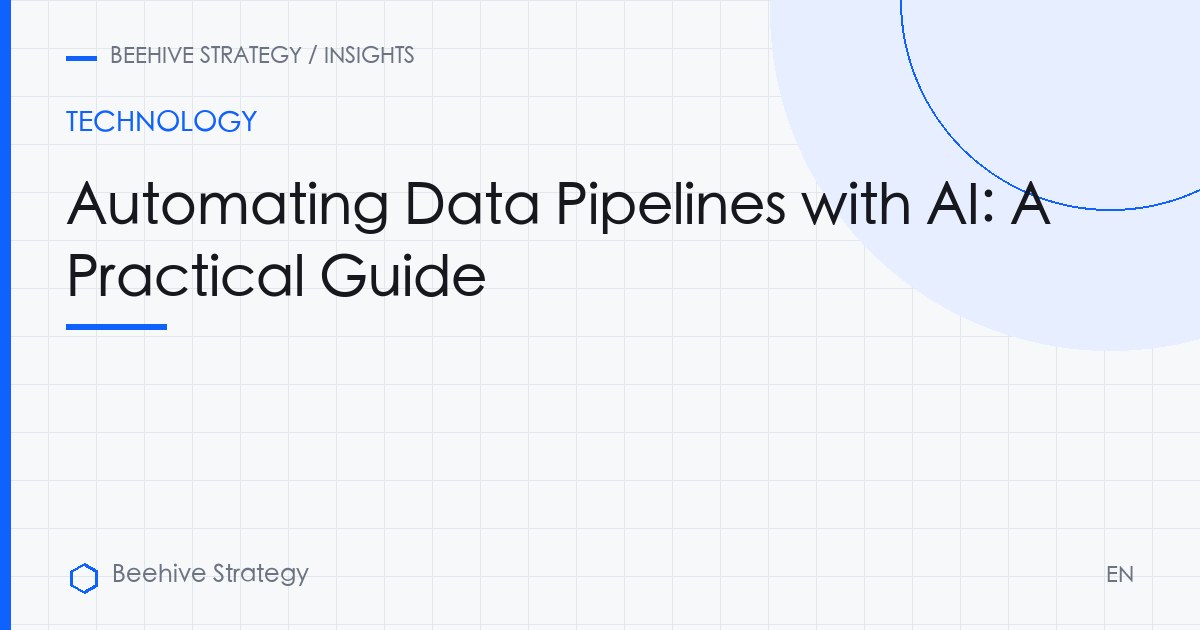 BEEHIVE STRATEGY / INSIGHTS
TECHNOLOGY
Automating Data Pipelines with AI: A
Practical Guide
Beehive Strategy
EN